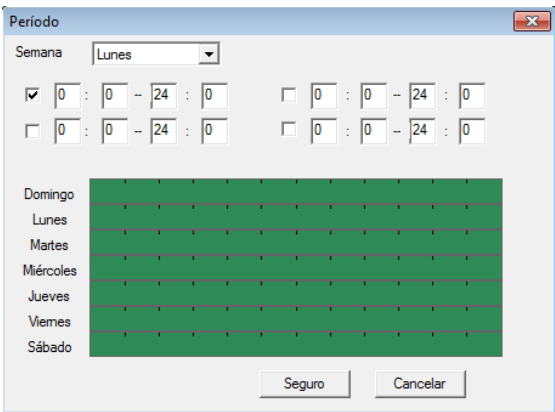 Período
Semana Lunes
0 : 0 -- 24 : 0 0 : 0 -- 24 : 0
0 : 0 -- 24 : 0 0 : 0 -- 24 : 0
Domingo
Lunes
Martes
Miércoles
Jueves
Viernes
Sábado
Seguro Cancelar